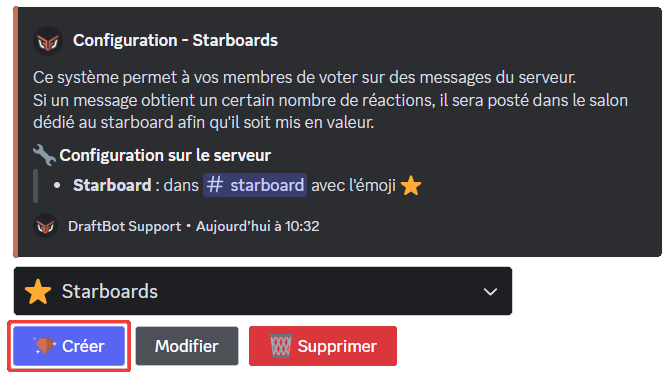 Configuration - Starboards
Ce système permet à vos membres de voter sur des messages du serveur.
Si un message obtient un certain nombre de réactions, il sera posté dans le salon
dédié au starboard afin qu'il soit mis en valeur.
Configuration sur le serveur
• Starboard : dans # starboard avec l'émoji ⭐
DraftBot Support • Aujourd'hui à 10:32
Starboards
Créer
Modifier
Supprimer